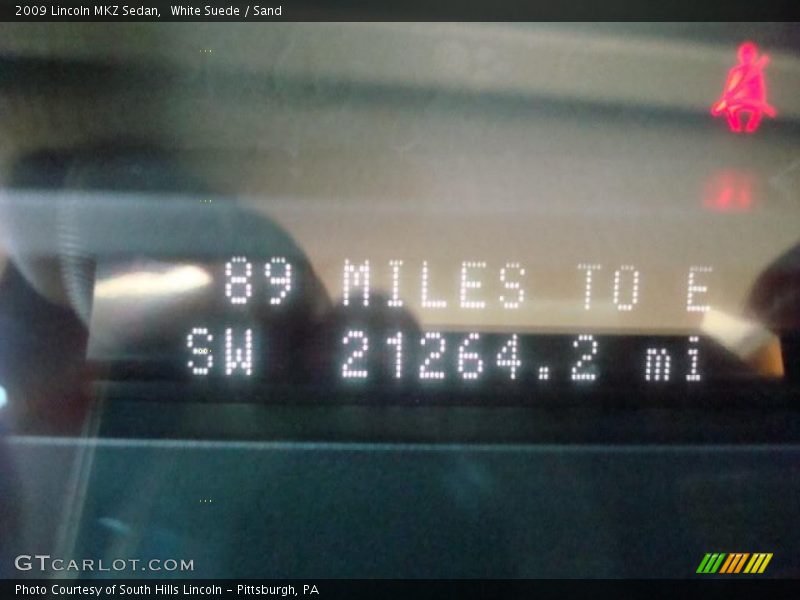 2009 Lincoln MKZ Sedan,  White Suede / Sand
89 MILES TO E
SW 21264.2 mi
GTCARLOT.COM
Photo Courtesy of South Hills Lincoln - Pittsburgh, PA